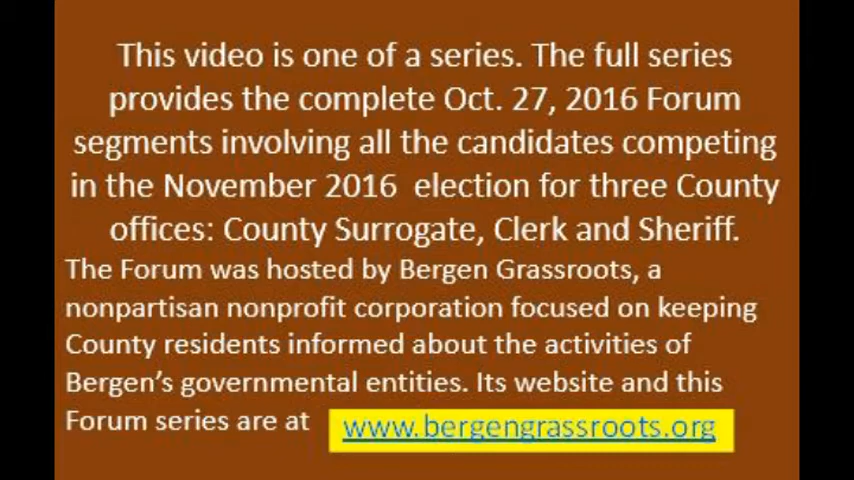 This video is one of a series. The full series
provides the complete Oct. 27, 2016 Forum
segments involving all the candidates competing
in the November 2016 election for three County
offices: County Surrogate, Clerk and Sheriff.
The Forum was hosted by Bergen Grassroots, a
nonpartisan nonprofit corporation focused on keeping
County residents informed about the activities of
Bergen’s governmental entities. Its website and this
Forum series are at www.bergengrassroots.org